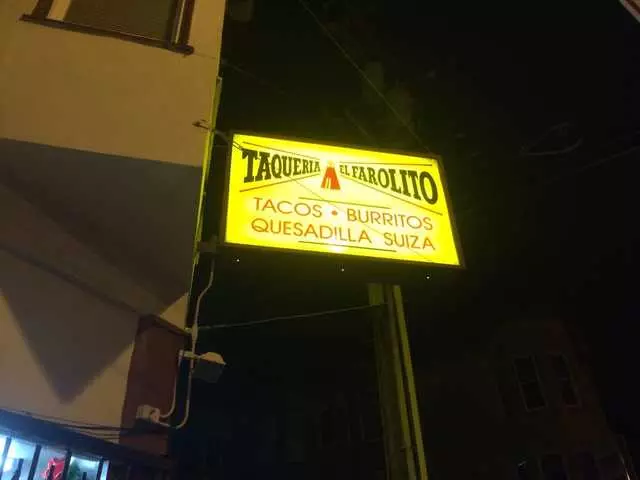 TAQUERIA EL FAROLITO
TACOS • BURRITOS
QUESADILLA SUIZA